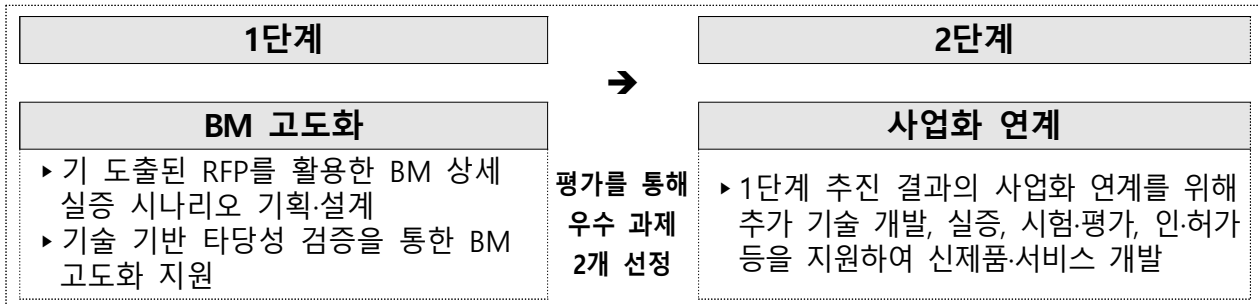 1단계
➔
2단계
BM 고도화
▸기 도출된 RFP를 활용한 BM 상세
실증 시나리오 기획·설계
▸기술 기반 타당성 검증을 통한 BM
고도화 지원
평가를 통해
우수 과제
2개 선정
사업화 연계
▸1단계 추진 결과의 사업화 연계를 위해
추가 기술 개발, 실증, 시험·평가, 인·허가
등을 지원하여 신제품·서비스 개발